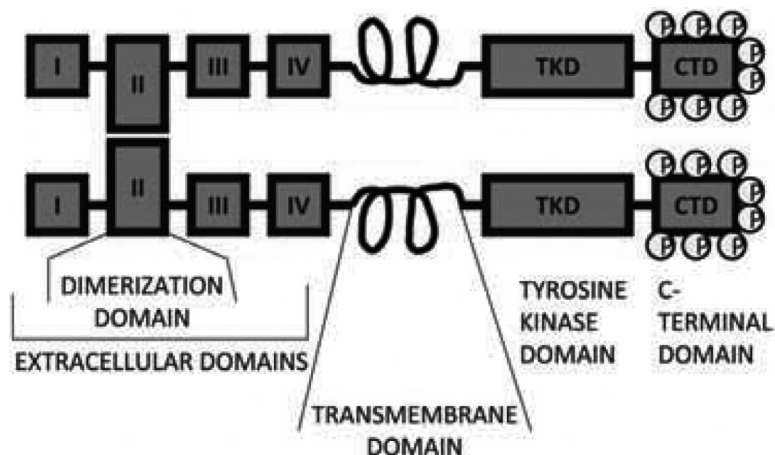 P P P
I II III IV TKD CTD P
P
P P P
P P P
I II III IV TKD CTD P
P
P P P
DIMERIZATION
DOMAIN
EXTRACELLULAR DOMAINS
TRANSMEMBRANE
DOMAIN
TYROSINE
KINASE
DOMAIN
C-
TERMINAL
DOMAIN